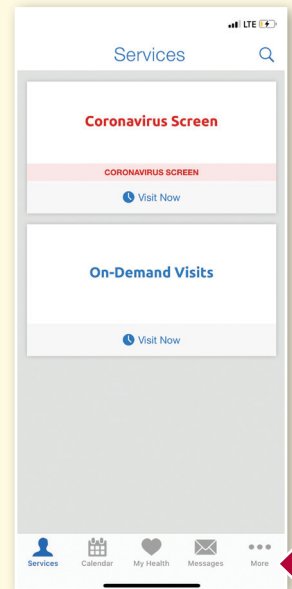 LTE
Services
Coronavirus Screen
CORONAVIRUS SCREEN
Visit Now
On-Demand Visits
Visit Now
Services Calendar My Health Messages More